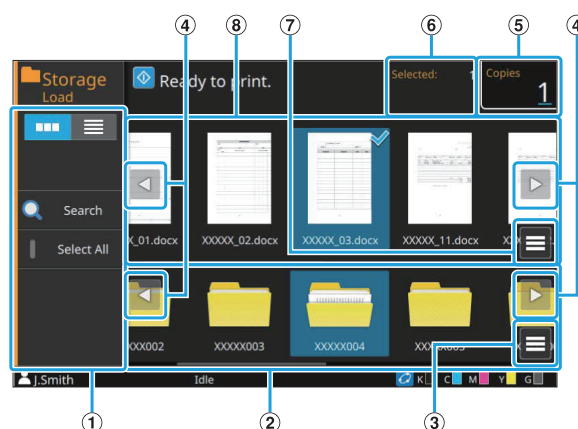 ④ ⑧ ⑦ ⑥ ⑤ ④
Storage
Load
Ready to print.
Selected: 1
Copies
1
Search
Select All
X_01.docx
XXXXX_02.docx
XXXXX_03.docx
XXXXX_11.docx
XXX002
XXXXX003
XXXXX004
J.Smith
Idle
K C M Y G
① ② ③